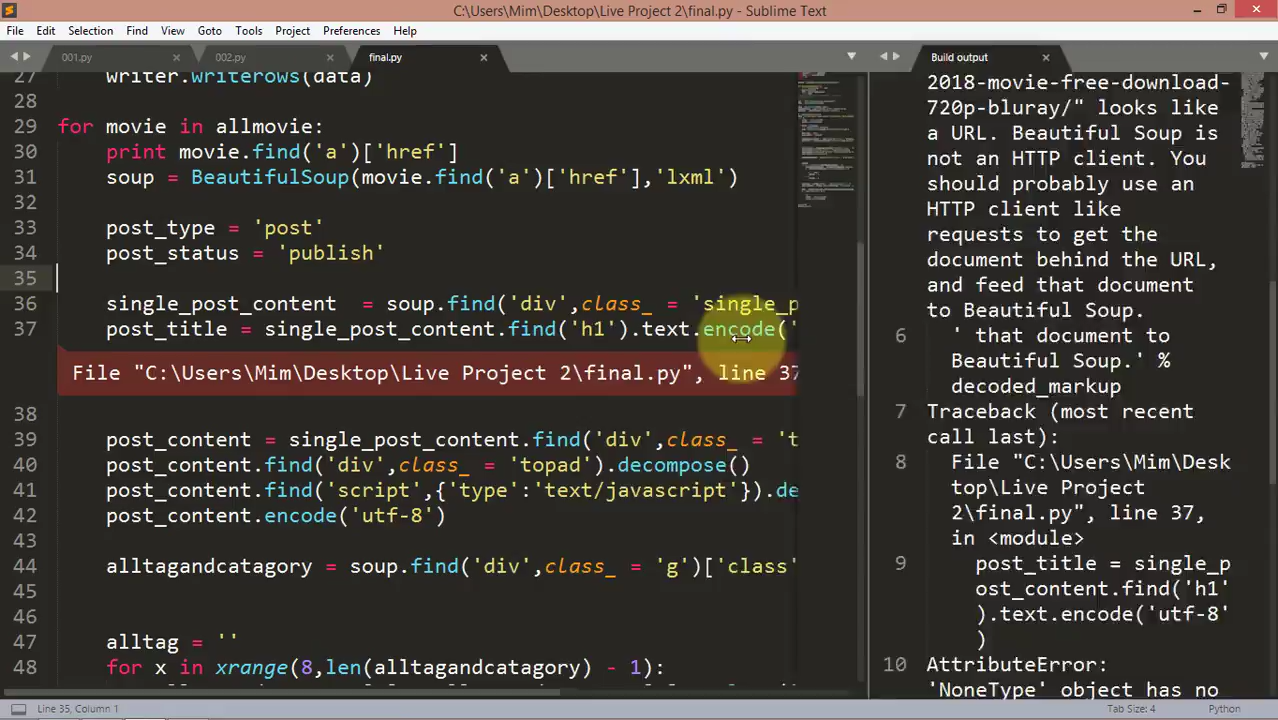 C:\Users\Mim\Desktop\Live Project 2\final.py - Sublime Text
File Edit Selection Find View Goto Tools Project Preferences Help
001.py 002.py final.py
27 writer.writerows(data)
28
29 for movie in allmovie:
30 print movie.find('a')['href']
31 soup = BeautifulSoup(movie.find('a')['href'],'lxml')
32
33 post_type = 'post'
34 post_status = 'publish'
35
36 single_post_content  = soup.find('div',class_ = 'single_p
37 post_title = single_post_content.find('h1').text.encode('
File "C:\Users\Mim\Desktop\Live Project 2\final.py", line 37
38
39 post_content = single_post_content.find('div',class_ = 't
40 post_content.find('div',class_ = 'topad').decompose()
41 post_content.find('script',{'type':'text/javascript'}).de
42 post_content.encode('utf-8')
43
44 alltagandcatagory = soup.find('div',class_ = 'g')['class'
45
46
47 alltag = ''
48 for x in xrange(8,len(alltagandcatagory) - 1):
Build output
2018-movie-free-download-
720p-bluray/" looks like
a URL. Beautiful Soup is
not an HTTP client. You
should probably use an
HTTP client like
requests to get the
document behind the URL,
and feed that document
to Beautiful Soup.
6 ' that document to
Beautiful Soup.' %
decoded_markup
7 Traceback (most recent
call last):
8 File "C:\Users\Mim\Desk
top\Live Project
2\final.py", line 37,
in <module>
9 post_title = single_p
ost_content.find('h1'
).text.encode('utf-8'
)
10 AttributeError:
'NoneType' object has no
Line 35, Column 1
Tab Size: 4
Python